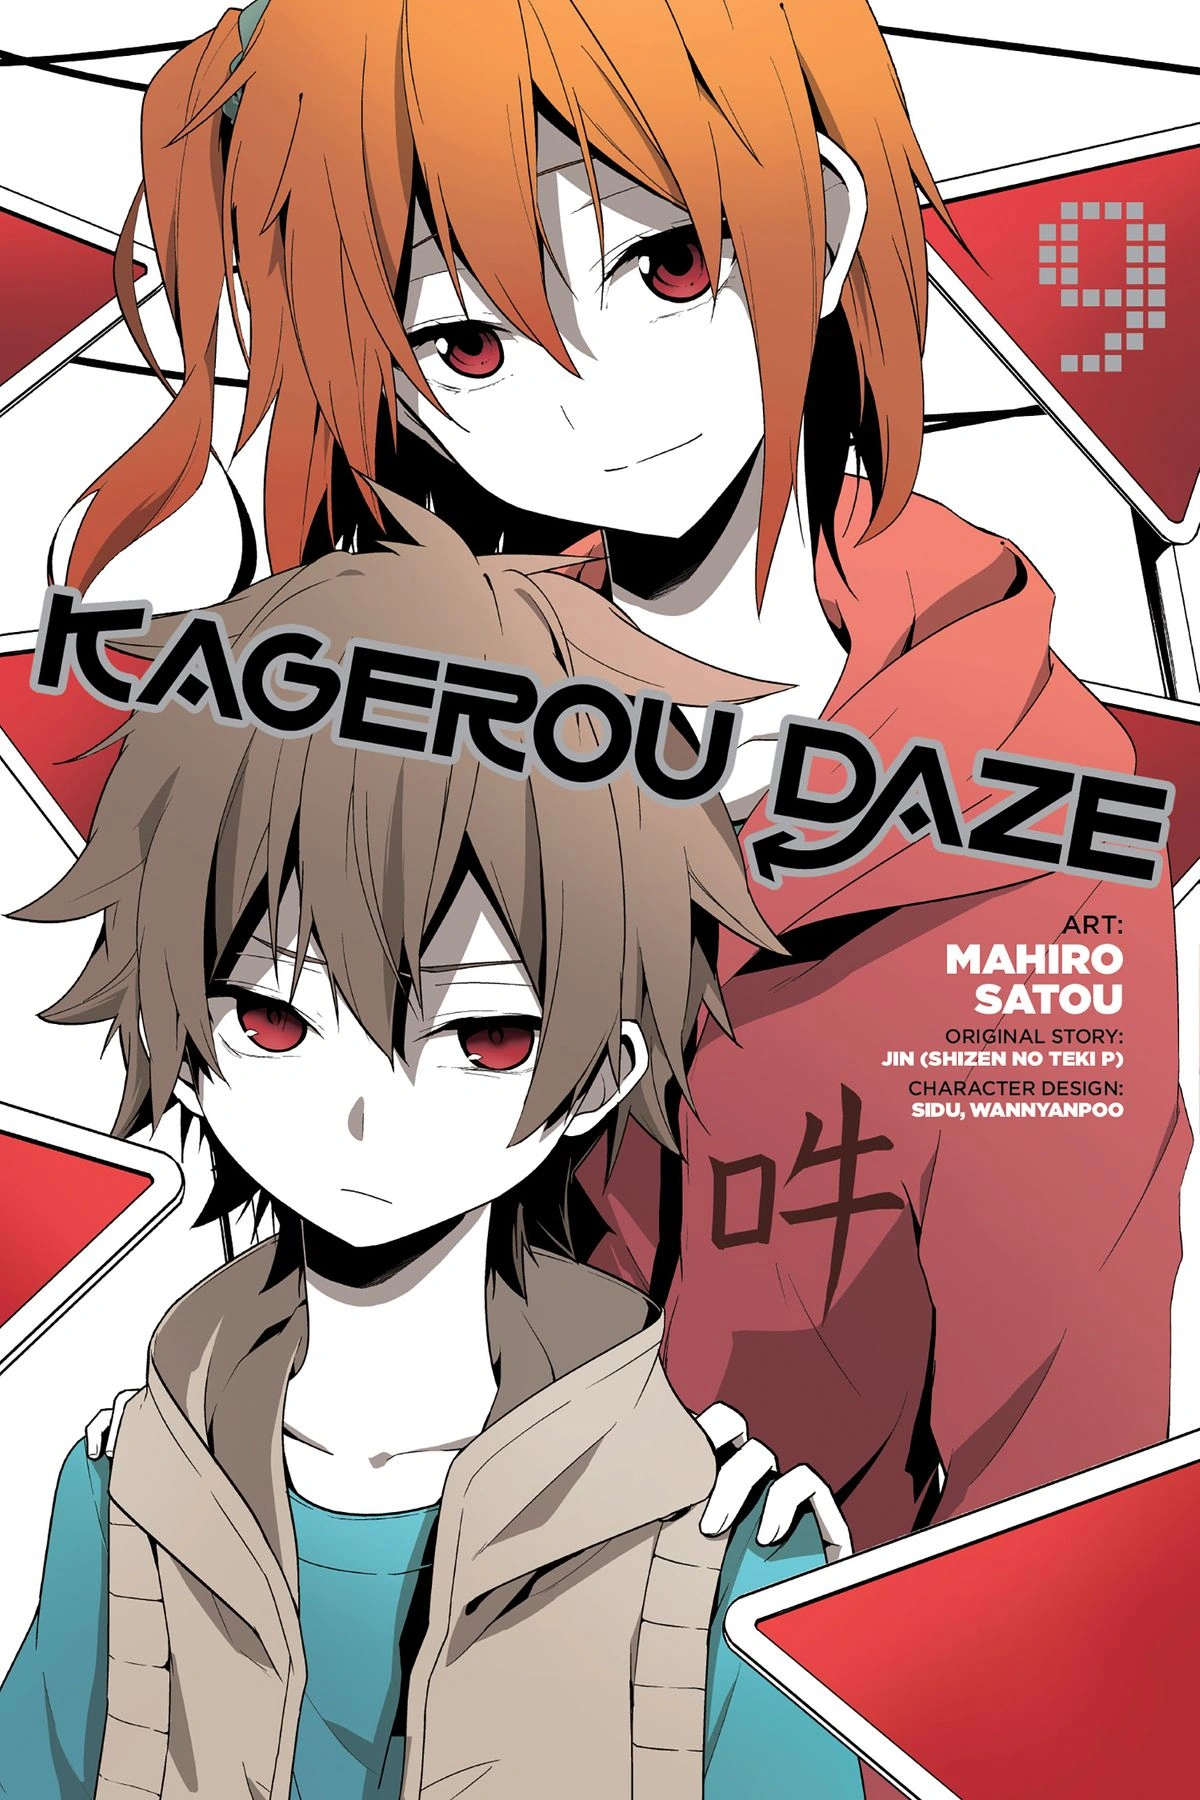 9
KAGEROU DAZE
ART:
MAHIRO
SATOU
ORIGINAL STORY:
JIN (SHIZEN NO TEKI P)
CHARACTER DESIGN:
SIDU, WANNYANPOO
吽